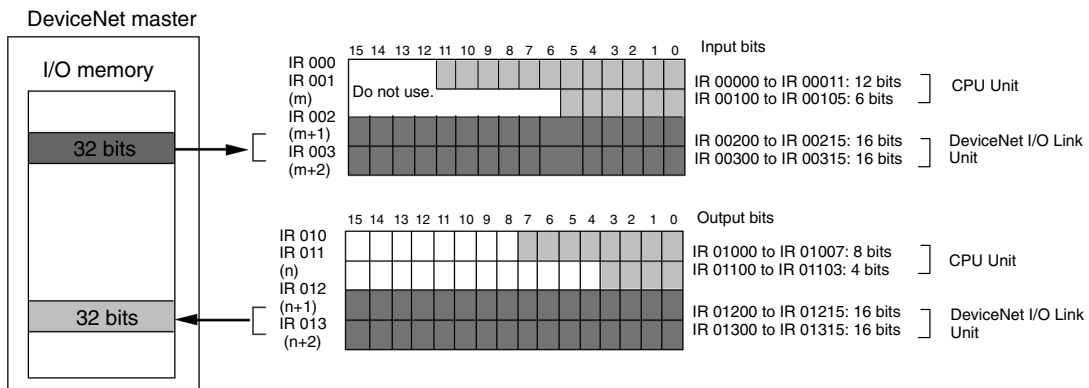 DeviceNet master
I/O memory
32 bits
32 bits
15 14 13 12 11 10 9 8 7 6 5 4 3 2 1 0
Input bits
IR 000
IR 001
(m)
IR 002
(m+1)
IR 003
(m+2)
Do not use.
IR 00000 to IR 00011: 12 bits
IR 00100 to IR 00105: 6 bits
CPU Unit
IR 00200 to IR 00215: 16 bits
IR 00300 to IR 00315: 16 bits
DeviceNet I/O Link
Unit
15 14 13 12 11 10 9 8 7 6 5 4 3 2 1 0
Output bits
IR 010
IR 011
(n)
IR 012
(n+1)
IR 013
(n+2)
IR 01000 to IR 01007: 8 bits
IR 01100 to IR 01103: 4 bits
CPU Unit
IR 01200 to IR 01215: 16 bits
IR 01300 to IR 01315: 16 bits
DeviceNet I/O Link
Unit